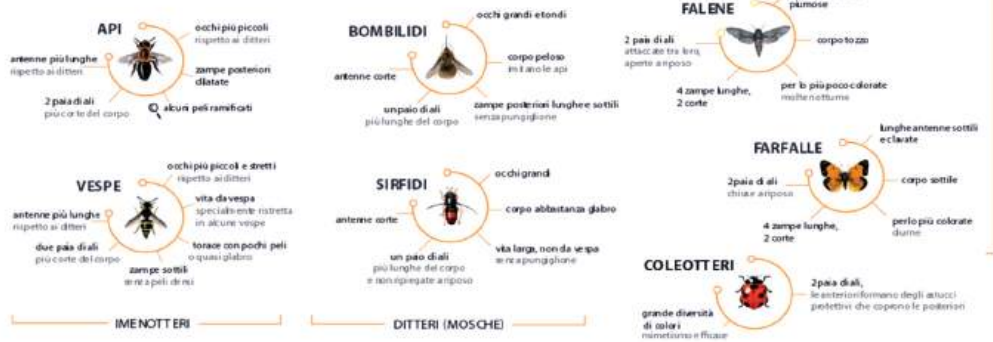 API
occhi più piccoli
rispetto ai ditteri
antenne più lunghe
rispetto ai ditteri
zampe posteriori
dilatate
2 paia di ali
più corte del corpo
alcuni peli ramificati
VESPE
occhi più piccoli e stretti
rispetto ai ditteri
vita da vespa
specialmente ristretta
in alcune vespe
antenne più lunghe
rispetto ai ditteri
due paia di ali
più corte del corpo
torace con pochi peli
o quasi glabro
zampe sottili
senza peli densi
IMENOTTERI
BOMBILIDI
occhi grandi e tondi
corpo peloso
imitano le api
antenne corte
un paio di ali
più lunghe del corpo
zampe posteriori lunghe e sottili
senza pungiglione
SIRFIDI
occhi grandi
antenne corte
corpo abbastanza glabro
un paio di ali
più lunghe del corpo
e non ripiegate a riposo
vita larga, non da vespa
senza pungiglione
DITTERI (MOSCHE)
FALENE
piumose
2 paia di ali
attaccate tra loro,
aperte a riposo
corpo tozzo
4 zampe lunghe,
2 corte
per lo più poco colorate
molte notturne
FARFALLE
lunghe antenne sottili
e clavate
2 paia di ali
chiuse a riposo
corpo sottile
4 zampe lunghe,
2 corte
per lo più colorate
diurne
COLEOTTERI
2 paia di ali,
le anteriori formano degli astucci
protettivi che coprono le posteriori
grande diversità
di colori
mimetismo efficace